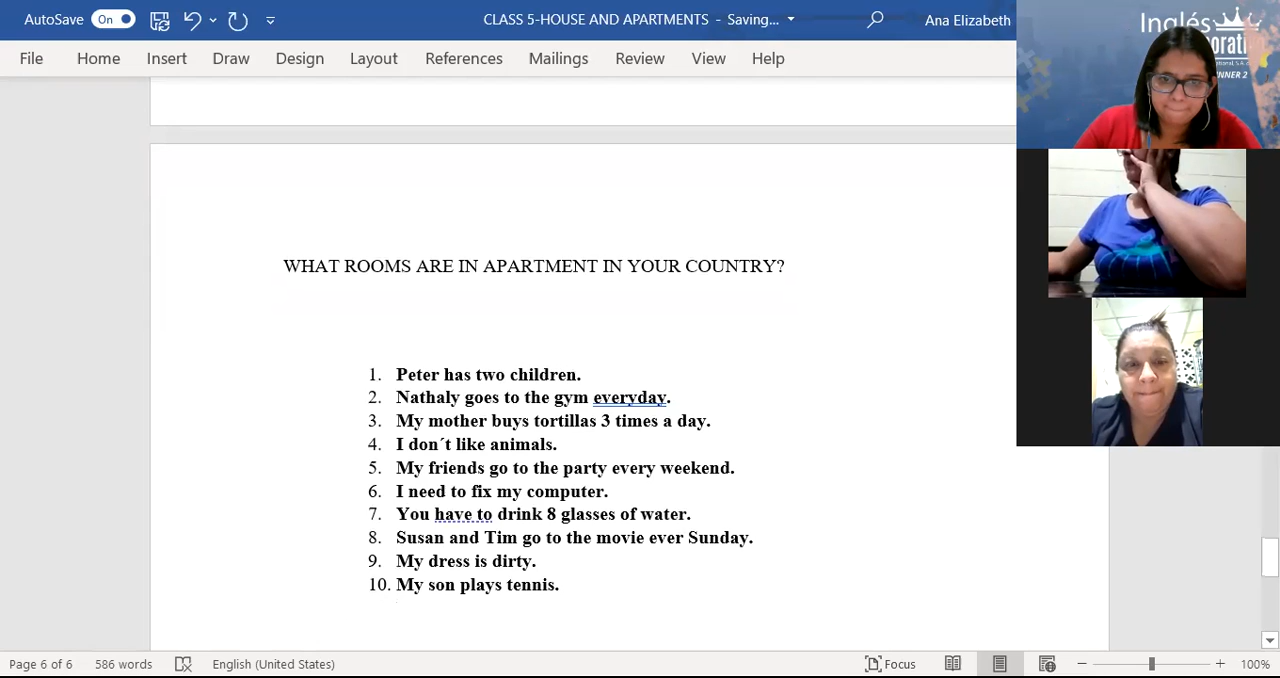 AutoSave On CLASS 5-HOUSE AND APARTMENTS - Saving... Ana Elizabeth
File Home Insert Draw Design Layout References Mailings Review View Help
Inglés
WHAT ROOMS ARE IN APARTMENT IN YOUR COUNTRY?
1. Peter has two children.
2. Nathaly goes to the gym everyday.
3. My mother buys tortillas 3 times a day.
4. I don´t like animals.
5. My friends go to the party every weekend.
6. I need to fix my computer.
7. You have to drink 8 glasses of water.
8. Susan and Tim go to the movie ever Sunday.
9. My dress is dirty.
10. My son plays tennis.
Page 6 of 6 586 words English (United States) Focus 100%